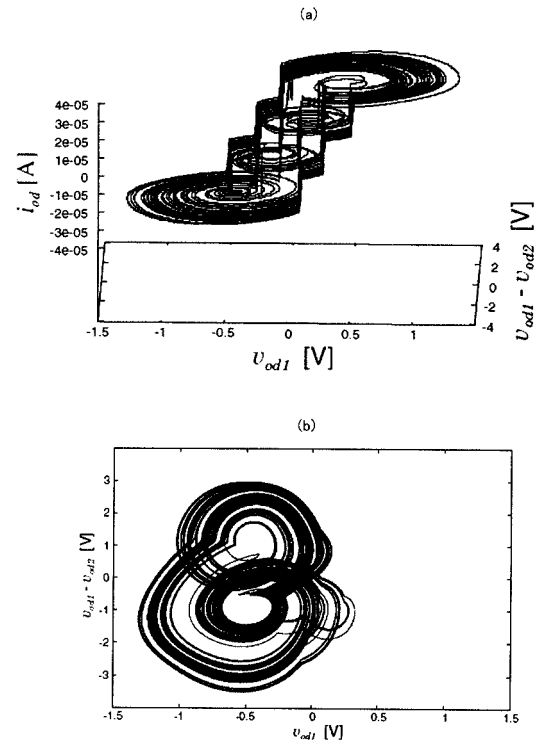 (a)
i_od [A]
4e-05
3e-05
2e-05
1e-05
0
-1e-05
-2e-05
-3e-05
-4e-05
4
2
0
-2
-4
v_od1 - v_od2 [V]
-1.5 -1 -0.5 0 0.5 1
v_od1 [V]
(b)
v_od1 - v_od2 [V]
3
2
1
0
-1
-2
-3
-1.5 -1 -0.5 0 0.5 1 1.5
v_od1 [V]